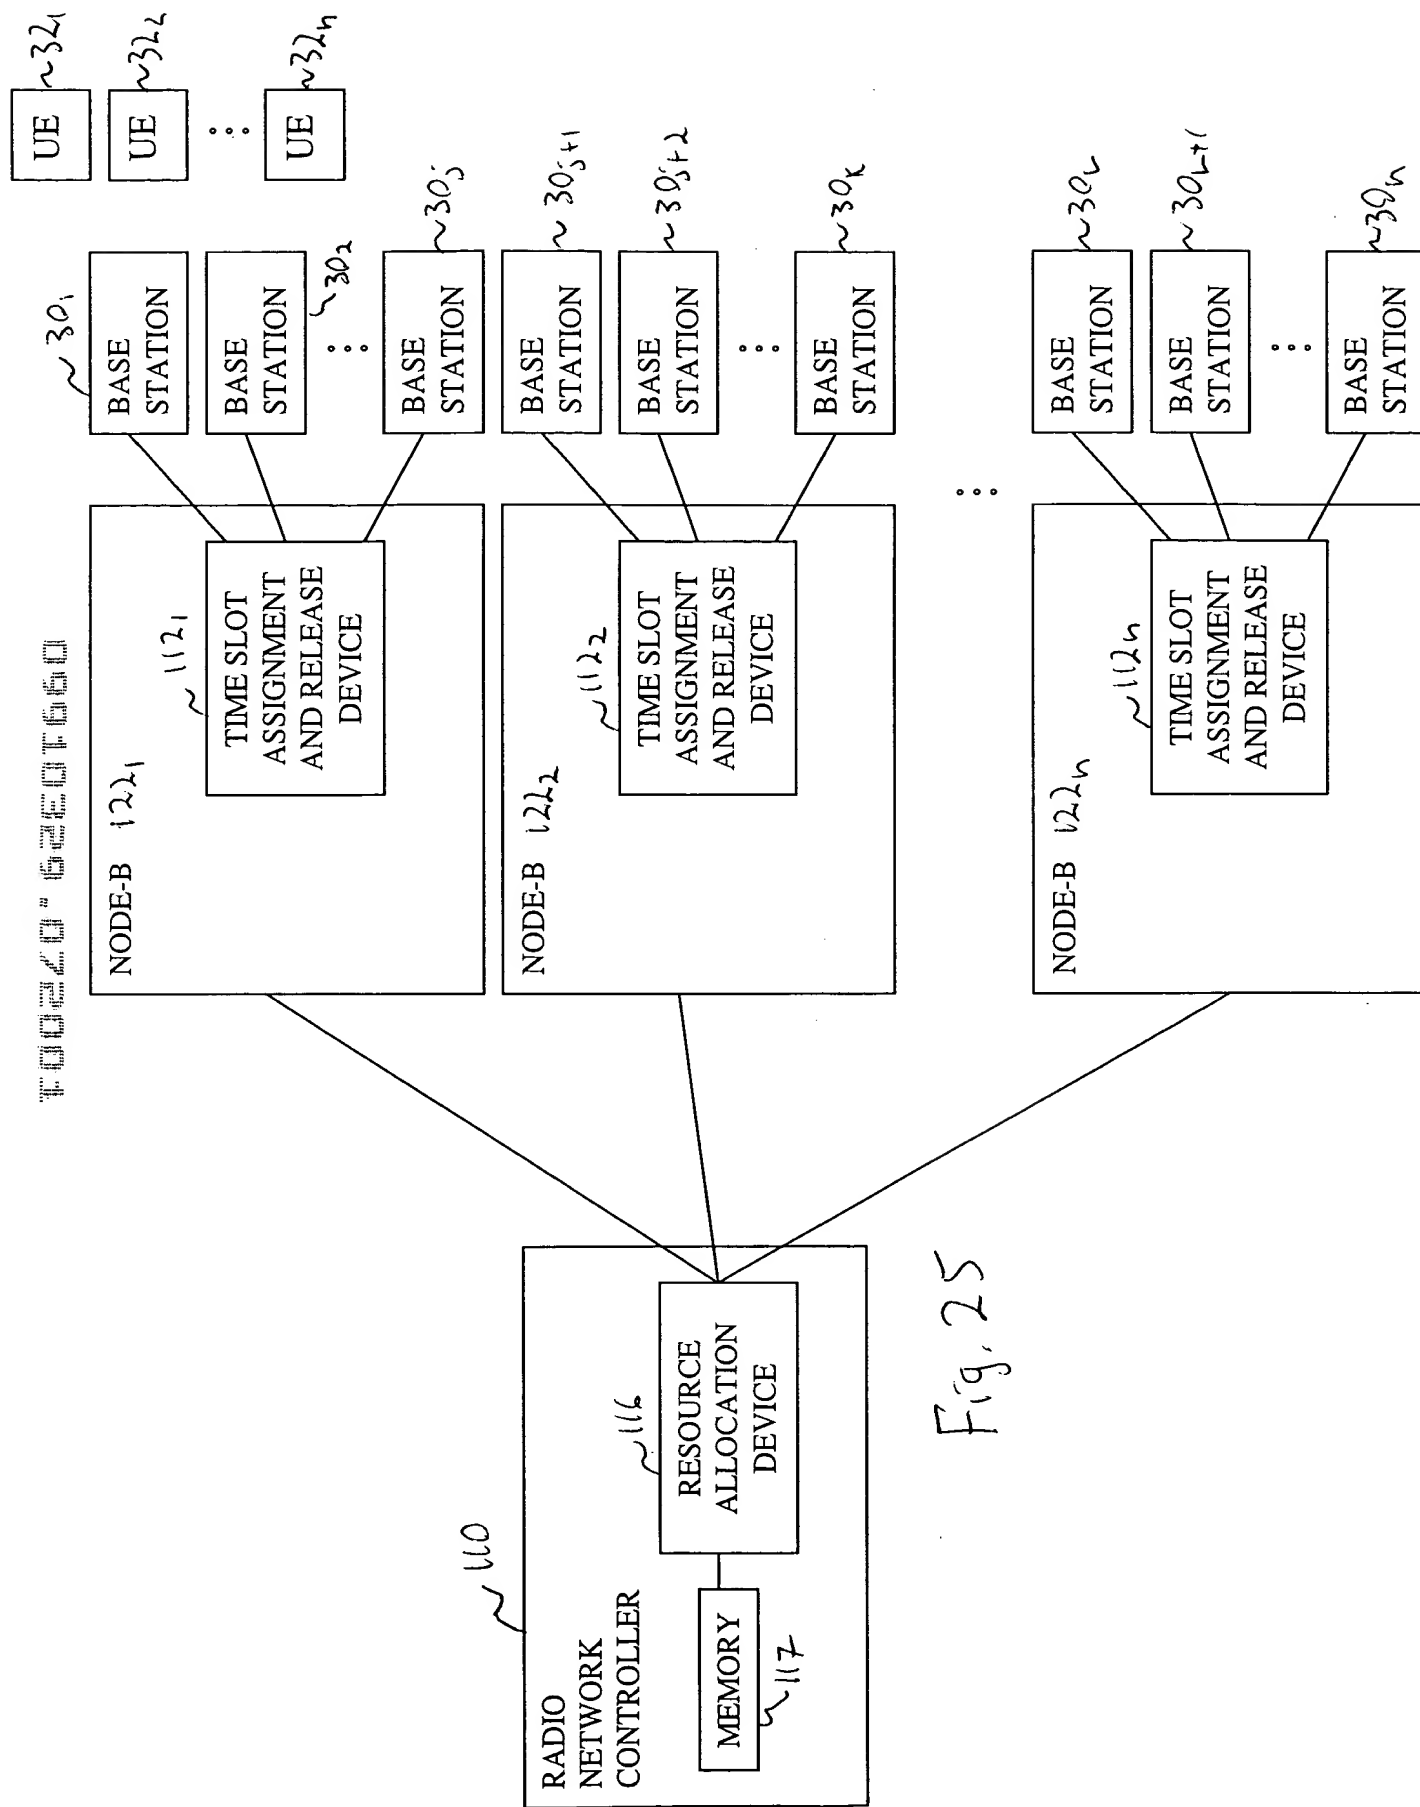 09910329.072001
UE ~32₁
UE ~32₂
UE ~32ₙ
30₁
BASE
STATION
BASE
STATION
~30₂
BASE
STATION
~30ⱼ
BASE
STATION
~30ⱼ₊₁
BASE
STATION
~30ⱼ₊₂
BASE
STATION
~30ₖ
BASE
STATION
BASE
STATION
BASE
STATION
~30ₙ
NODE-B 122₁
112₁
TIME SLOT
ASSIGNMENT
AND RELEASE
DEVICE
NODE-B 122₂
112₂
TIME SLOT
ASSIGNMENT
AND RELEASE
DEVICE
NODE-B 122ₙ
112ₙ
TIME SLOT
ASSIGNMENT
AND RELEASE
DEVICE
110
RADIO
NETWORK
CONTROLLER
116
RESOURCE
ALLOCATION
DEVICE
MEMORY
117
Fig. 25